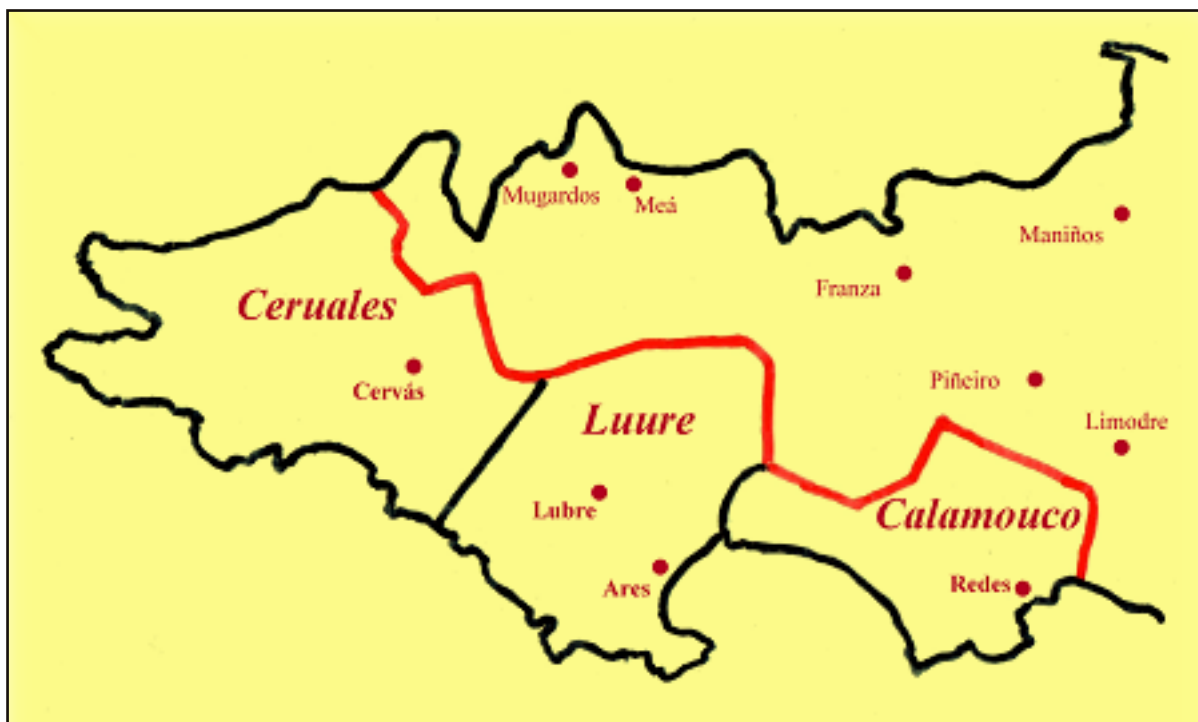 Mugardos
Meá
Maniños
Franza
Ceruales
Cervás
Piñeiro
Luure
Limodre
Lubre
Calamouco
Ares
Redes